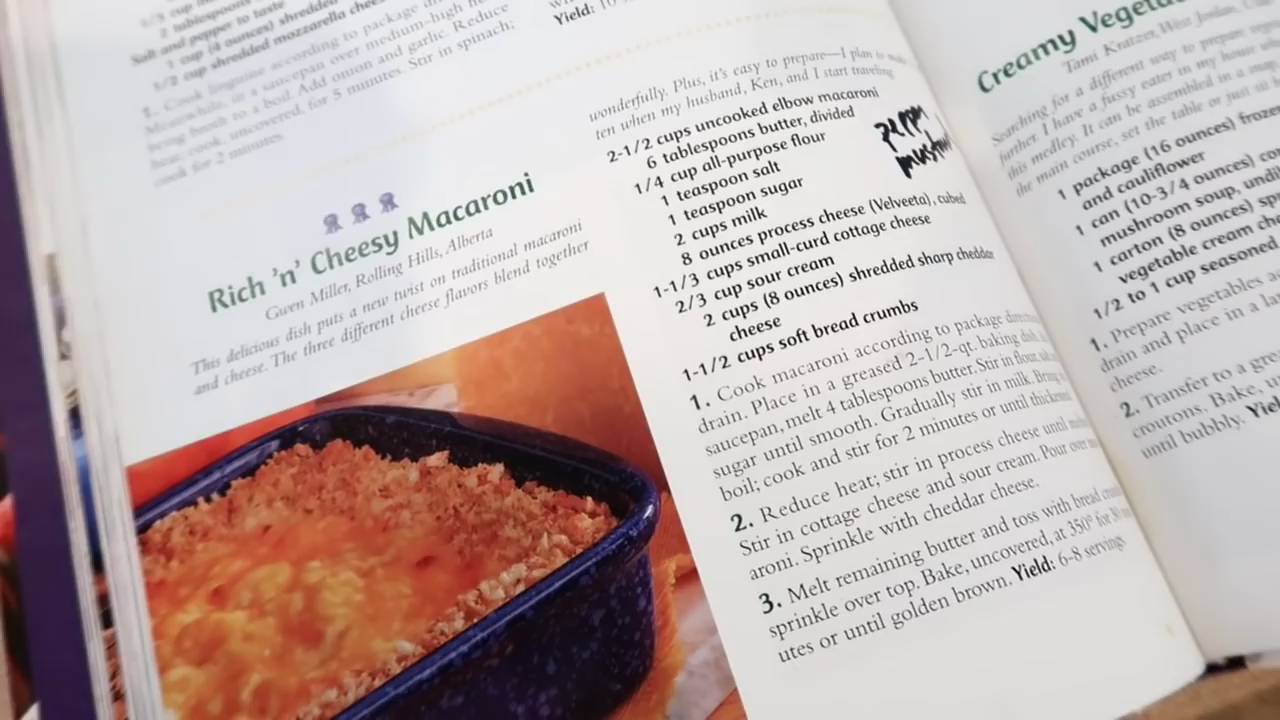 2 tablespoons
Salt and pepper to taste
1 cup (4 ounces) shredded
1/2 cup shredded mozzarella cheese
1. Cook linguine according to package
Meanwhile, in a saucepan over medium-high
bring broth to a boil. Add onion and garlic. Reduce
heat; cook, uncovered, for 5 minutes. Stir in spinach;
cook for 2 minutes.
Yield: 10
Rich 'n' Cheesy Macaroni
Gwen Miller, Rolling Hills, Alberta
This delicious dish puts a new twist on traditional macaroni
and cheese. The three different cheese flavors blend together
wonderfully. Plus, it's easy to prepare—I plan to
ten when my husband, Ken, and I start traveling
2-1/2 cups uncooked elbow macaroni
6 tablespoons butter, divided
1/4 cup all-purpose flour
1 teaspoon salt
1 teaspoon sugar
2 cups milk
8 ounces process cheese (Velveeta), cubed
1-1/3 cups small-curd cottage cheese
2/3 cup sour cream
2 cups (8 ounces) shredded sharp cheddar
cheese
1-1/2 cups soft bread crumbs
1. Cook macaroni according to package
drain. Place in a greased 2-1/2-qt. baking dish.
saucepan, melt 4 tablespoons butter. Stir in flour,
sugar until smooth. Gradually stir in milk. Bring
boil; cook and stir for 2 minutes or until thickened
2. Reduce heat; stir in process cheese until
Stir in cottage cheese and sour cream. Pour over
aroni. Sprinkle with cheddar cheese.
3. Melt remaining butter and toss with bread
sprinkle over top. Bake, uncovered, at 350° for 30
utes or until golden brown. Yield: 6-8 servings.
Creamy
Tami Kratzer, West Jordan,
Searching for a different way to prepare
further. I have a fussy eater in my house
this medley. It can be assembled in a
the main course, set the table or just sit
1 package (16 ounces)
and cauliflower
1 can (10-3/4 ounces)
mushroom soup,
1 carton (8 ounces)
vegetable cream
1/2 to 1 cup seasoned
1. Prepare vegetables
drain and place in a
cheese.
2. Transfer to a
croutons. Bake,
until bubbly.